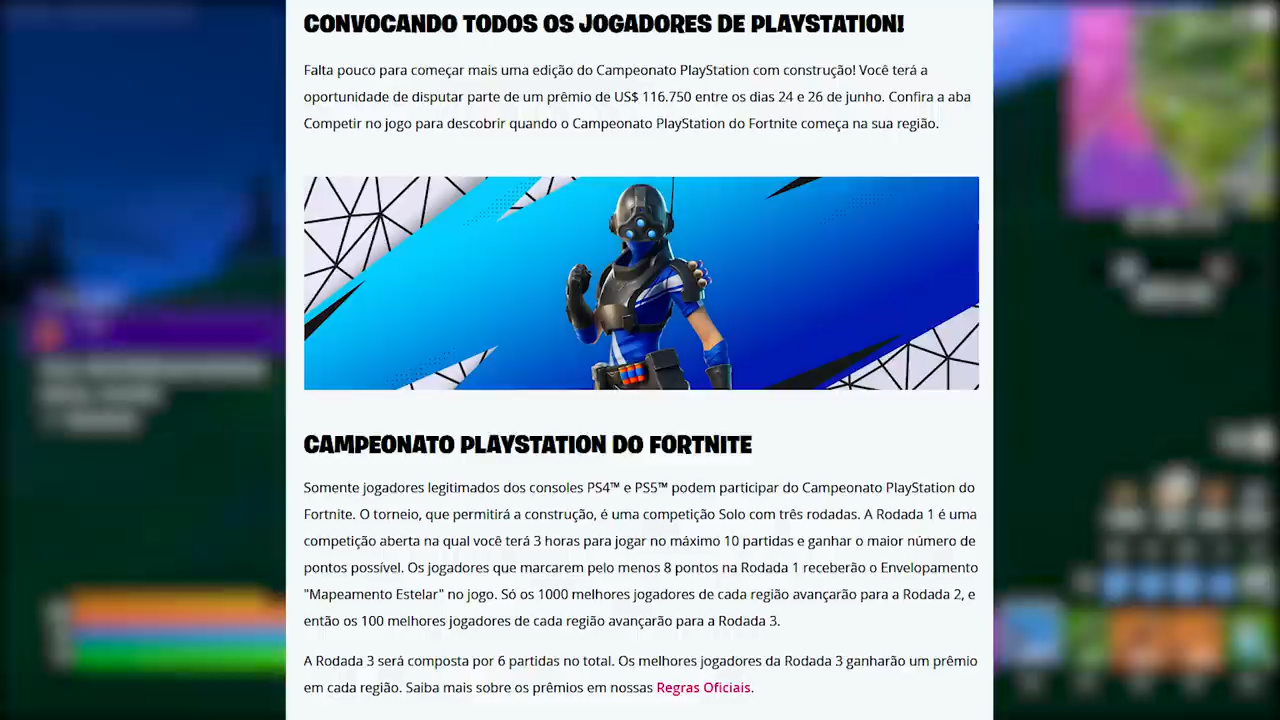 CONVOCANDO TODOS OS JOGADORES DE PLAYSTATION!
Falta pouco para começar mais uma edição do Campeonato PlayStation com construção! Você terá a
oportunidade de disputar parte de um prêmio de US$ 116.750 entre os dias 24 e 26 de junho. Confira a aba
Competir no jogo para descobrir quando o Campeonato PlayStation do Fortnite começa na sua região.
CAMPEONATO PLAYSTATION DO FORTNITE
Somente jogadores legitimados dos consoles PS4™ e PS5™ podem participar do Campeonato PlayStation do
Fortnite. O torneio, que permitirá a construção, é uma competição Solo com três rodadas. A Rodada 1 é uma
competição aberta na qual você terá 3 horas para jogar no máximo 10 partidas e ganhar o maior número de
pontos possível. Os jogadores que marcarem pelo menos 8 pontos na Rodada 1 receberão o Envelopamento
"Mapeamento Estelar" no jogo. Só os 1000 melhores jogadores de cada região avançarão para a Rodada 2, e
então os 100 melhores jogadores de cada região avançarão para a Rodada 3.
A Rodada 3 será composta por 6 partidas no total. Os melhores jogadores da Rodada 3 ganharão um prêmio
em cada região. Saiba mais sobre os prêmios em nossas Regras Oficiais.